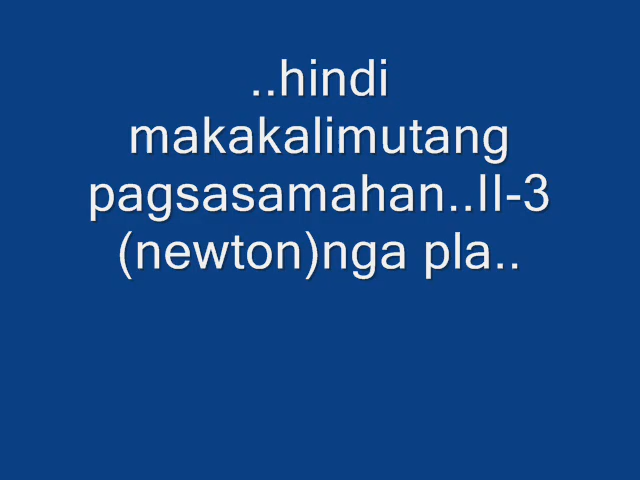 ..hindi
makakalimutang
pagsasamahan..II-3
(newton)nga pla..